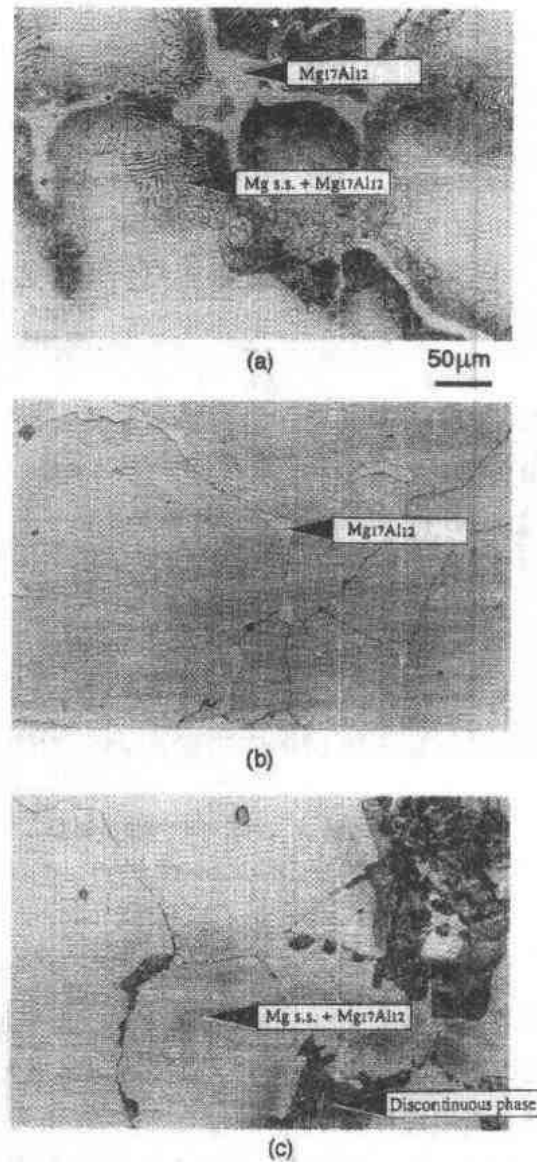 Mg17Al12
Mg s.s. + Mg17Al12
(a)
50μm
Mg17Al12
(b)
Mg s.s. + Mg17Al12
Discontinuous phase
(c)